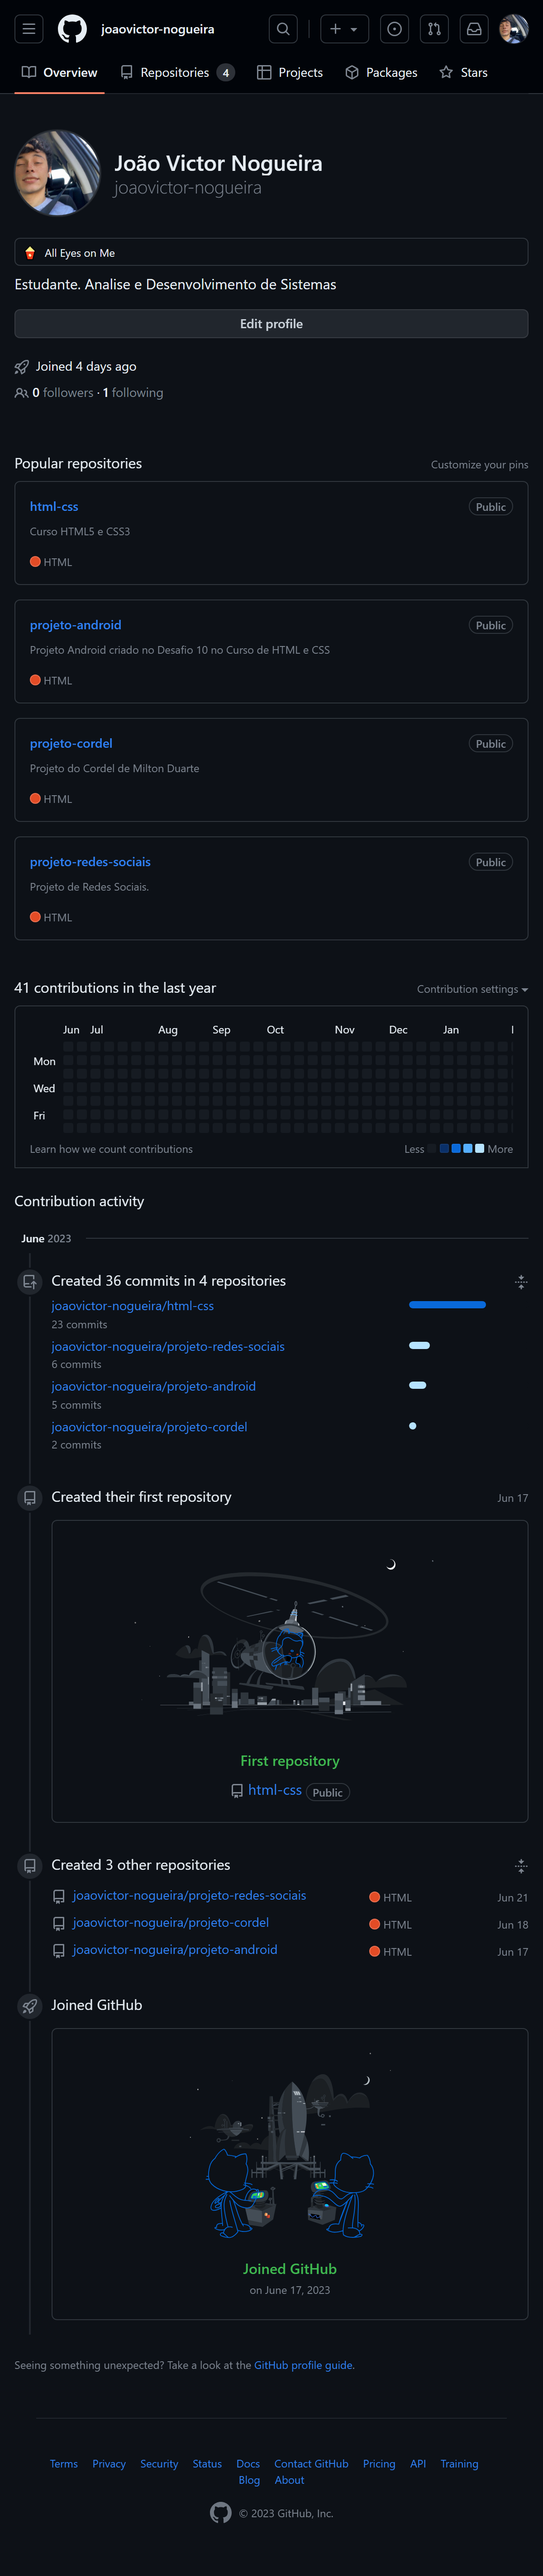 joaovictor-nogueira
Overview Repositories 4 Projects Packages Stars
João Victor Nogueira
joaovictor-nogueira
All Eyes on Me
Estudante. Analise e Desenvolvimento de Sistemas
Edit profile
Joined 4 days ago
0 followers · 1 following
Popular repositories Customize your pins
html-css Public
Curso HTML5 e CSS3
HTML
projeto-android Public
Projeto Android criado no Desafio 10 no Curso de HTML e CSS
HTML
projeto-cordel Public
Projeto do Cordel de Milton Duarte
HTML
projeto-redes-sociais Public
Projeto de Redes Sociais.
HTML
41 contributions in the last year Contribution settings
Jun Jul Aug Sep Oct Nov Dec Jan
Mon
Wed
Fri
Learn how we count contributions Less More
Contribution activity
June 2023
Created 36 commits in 4 repositories
joaovictor-nogueira/html-css
23 commits
joaovictor-nogueira/projeto-redes-sociais
6 commits
joaovictor-nogueira/projeto-android
5 commits
joaovictor-nogueira/projeto-cordel
2 commits
Created their first repository Jun 17
First repository
html-css Public
Created 3 other repositories
joaovictor-nogueira/projeto-redes-sociais HTML Jun 21
joaovictor-nogueira/projeto-cordel HTML Jun 18
joaovictor-nogueira/projeto-android HTML Jun 17
Joined GitHub
Joined GitHub
on June 17, 2023
Seeing something unexpected? Take a look at the GitHub profile guide.
Terms Privacy Security Status Docs Contact GitHub Pricing API Training
Blog About
© 2023 GitHub, Inc.